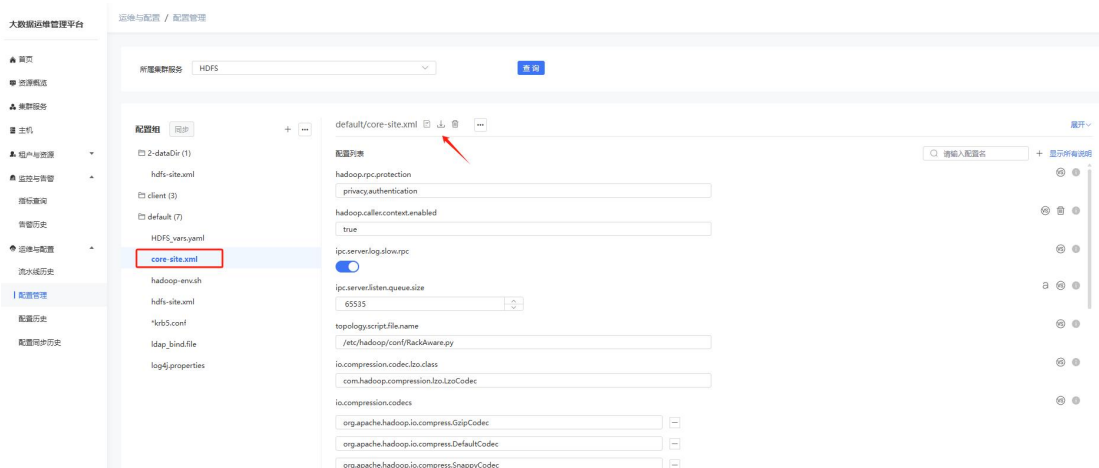 大数据运维管理平台
运维与配置 / 配置管理
首页
资源概览
集群服务
主机
租户与资源
监控与告警
指标查询
告警历史
运维与配置
流水线历史
配置管理
配置历史
配置同步历史
所属集群服务 HDFS 查询
配置组 同步
2-dataDir (1)
hdfs-site.xml
client (3)
default (7)
HDFS_vars.yaml
core-site.xml
hadoop-env.sh
hdfs-site.xml
*krb5.conf
ldap_bind.file
log4j.properties
default/core-site.xml 展开
配置列表 请输入配置名 显示所有说明
hadoop.rpc.protection
privacy,authentication
hadoop.caller.context.enabled
true
ipc.server.log.slow.rpc
ipc.server.listen.queue.size
65535
topology.script.file.name
/etc/hadoop/conf/RackAware.py
io.compression.codec.lzo.class
com.hadoop.compression.lzo.LzoCodec
io.compression.codecs
org.apache.hadoop.io.compress.GzipCodec
org.apache.hadoop.io.compress.DefaultCodec
org.apache.hadoop.io.compress.SnappyCodec